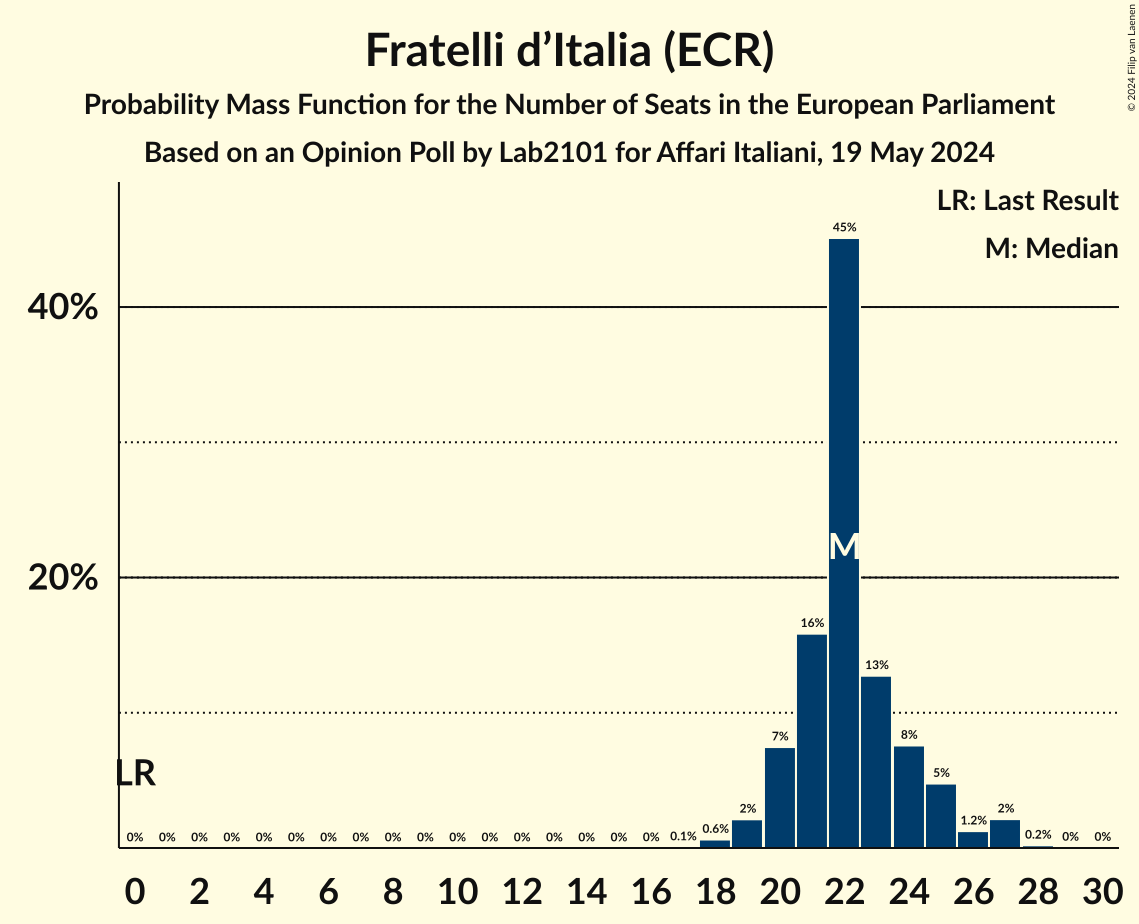 Fratelli d’Italia (ECR)
Probability Mass Function for the Number of Seats in the European Parliament
Based on an Opinion Poll by Lab2101 for Affari Italiani, 19 May 2024
© 2024 Filip van Laenen
LR: Last Result
M: Median
45%
40%
M
20%
16%
13%
7%
8%
LR
5%
2%
2%
0% 0% 0% 0% 0% 0% 0% 0% 0% 0% 0% 0% 0% 0% 0% 0% 0% 0.1% 0.6% 1.2% 0.2% 0% 0%
0 2 4 6 8 10 12 14 16 18 20 22 24 26 28 30